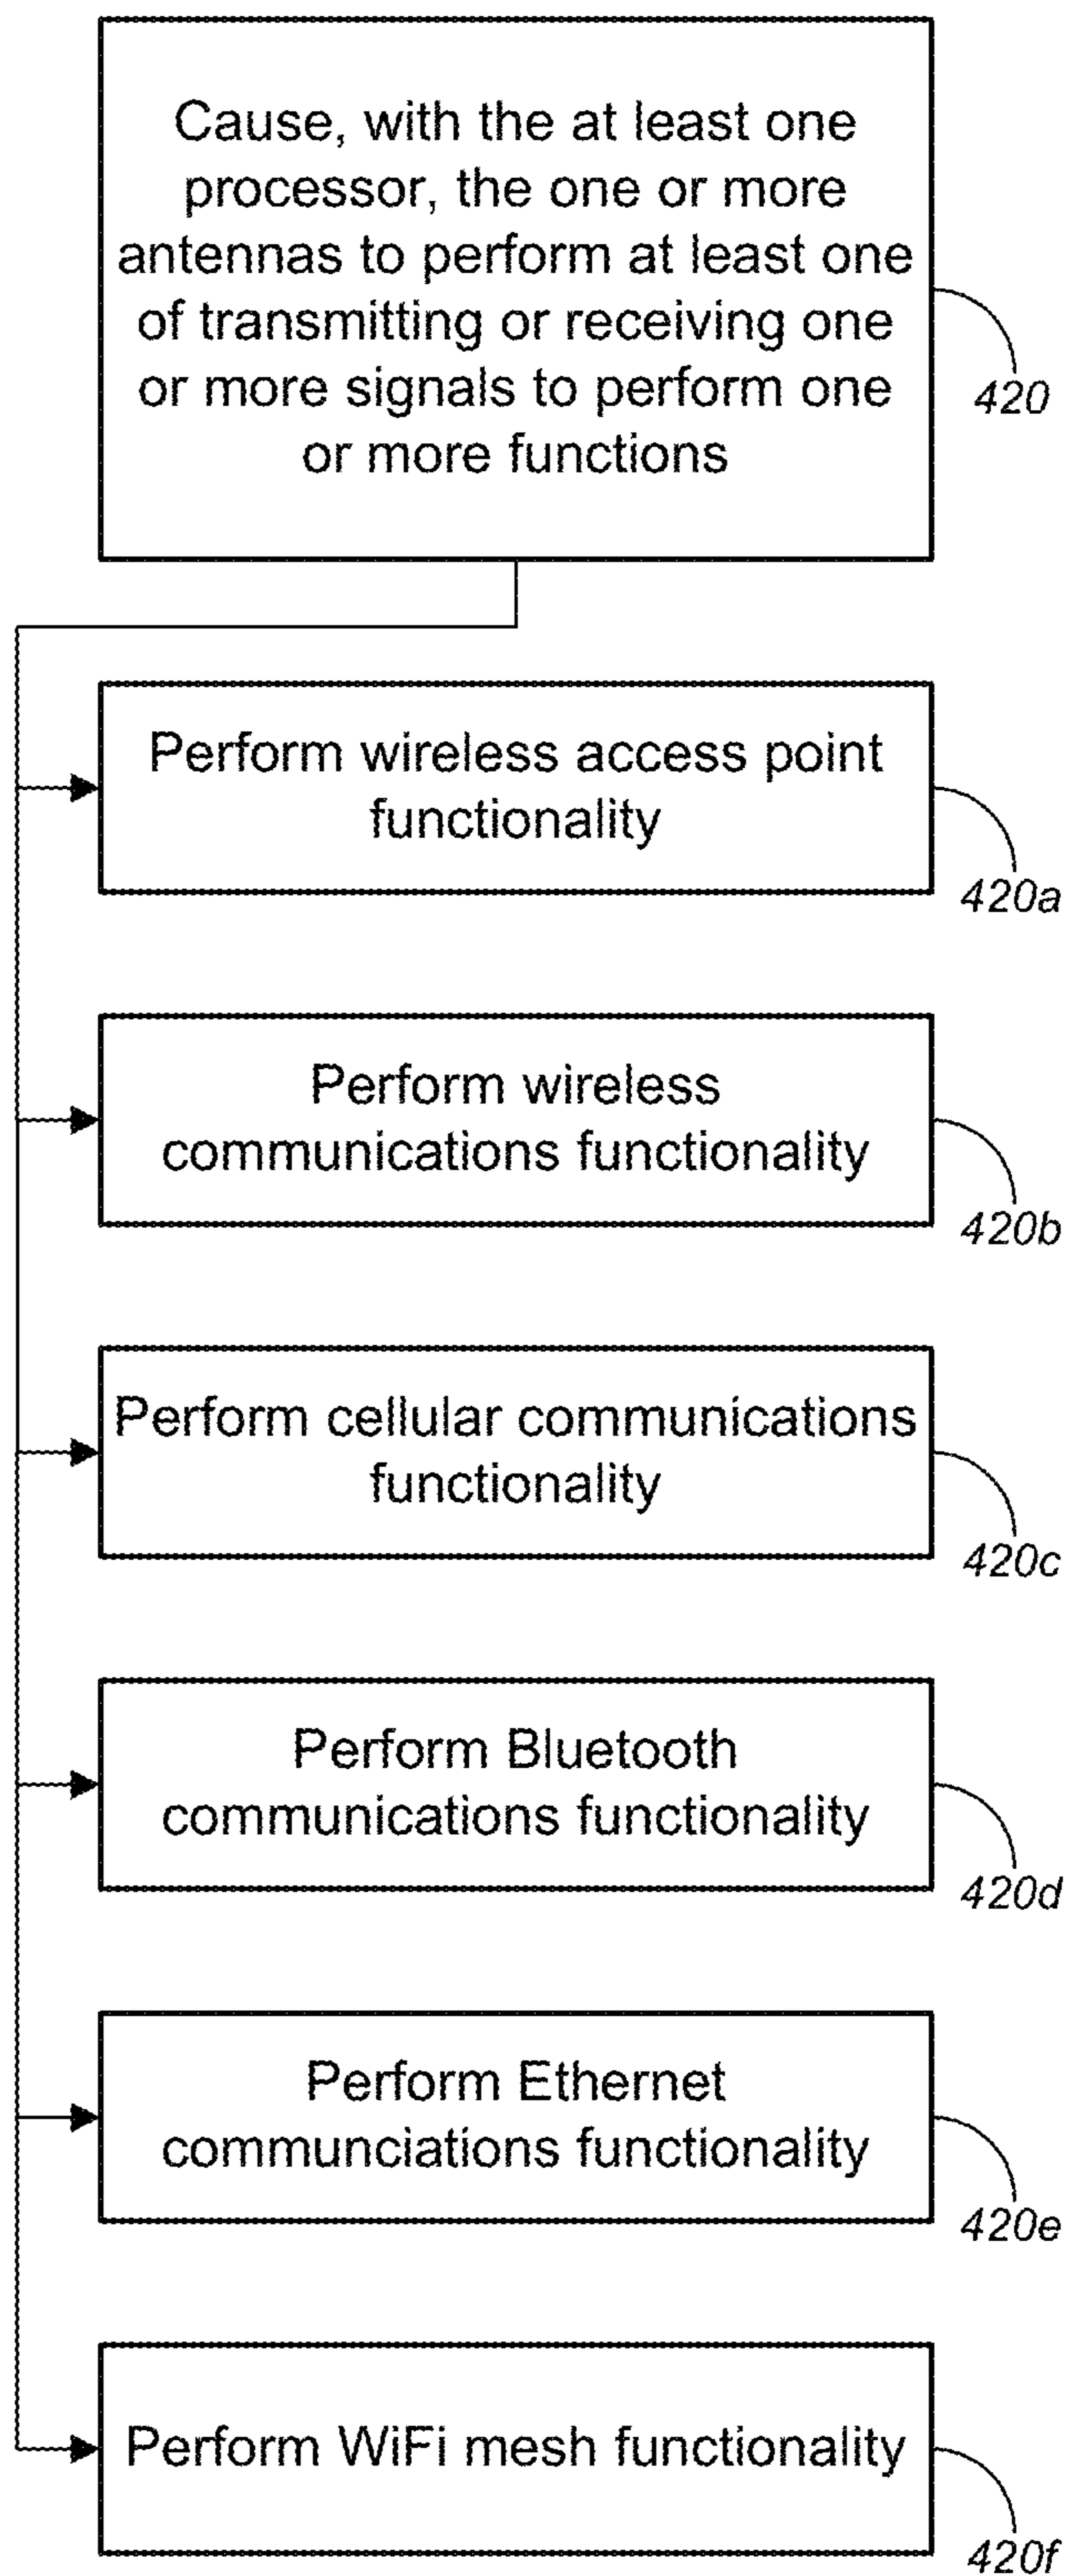 Cause, with the at least one
processor, the one or more
antennas to perform at least one
of transmitting or receiving one
or more signals to perform one
or more functions
420
Perform wireless access point
functionality
420a
Perform wireless
communications functionality
420b
Perform cellular communications
functionality
420c
Perform Bluetooth
communications functionality
420d
Perform Ethernet
communciations functionality
420e
Perform WiFi mesh functionality
420f